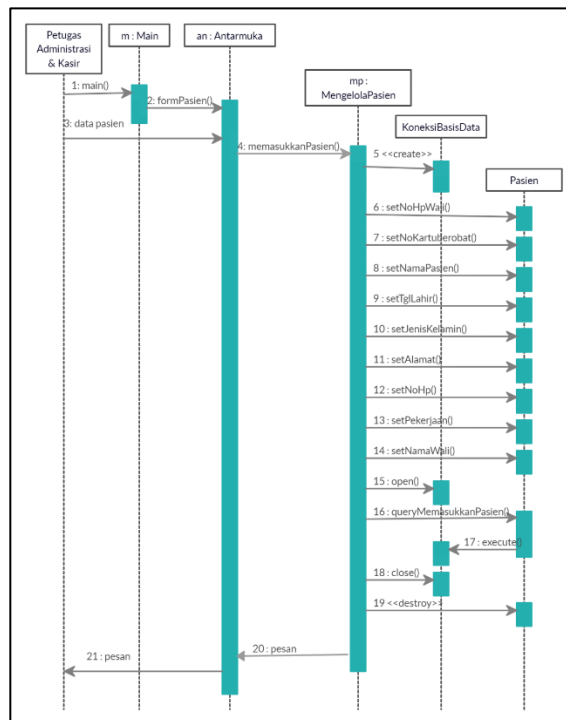 Petugas
Administrasi
& Kasir
m : Main
an : Antarmuka
mp :
MengelolaPasien
KoneksiBasisData
Pasien
1: main()
2: formPasien()
3: data pasien
4: memasukkanPasien()
5 <<create>>
6 : setNoHpWali()
7 : setNoKartuberobat()
8 : setNamaPasien()
9 : setTglLahir()
10 : setJenisKelamin()
11 : setAlamat()
12 : setNoHp()
13 : setPekerjaan()
14 : setNamaWali()
15 : open()
16 : queryMemasukkanPasien()
17 : execute()
18 : close()
19 <<destroy>>
20 : pesan
21 : pesan